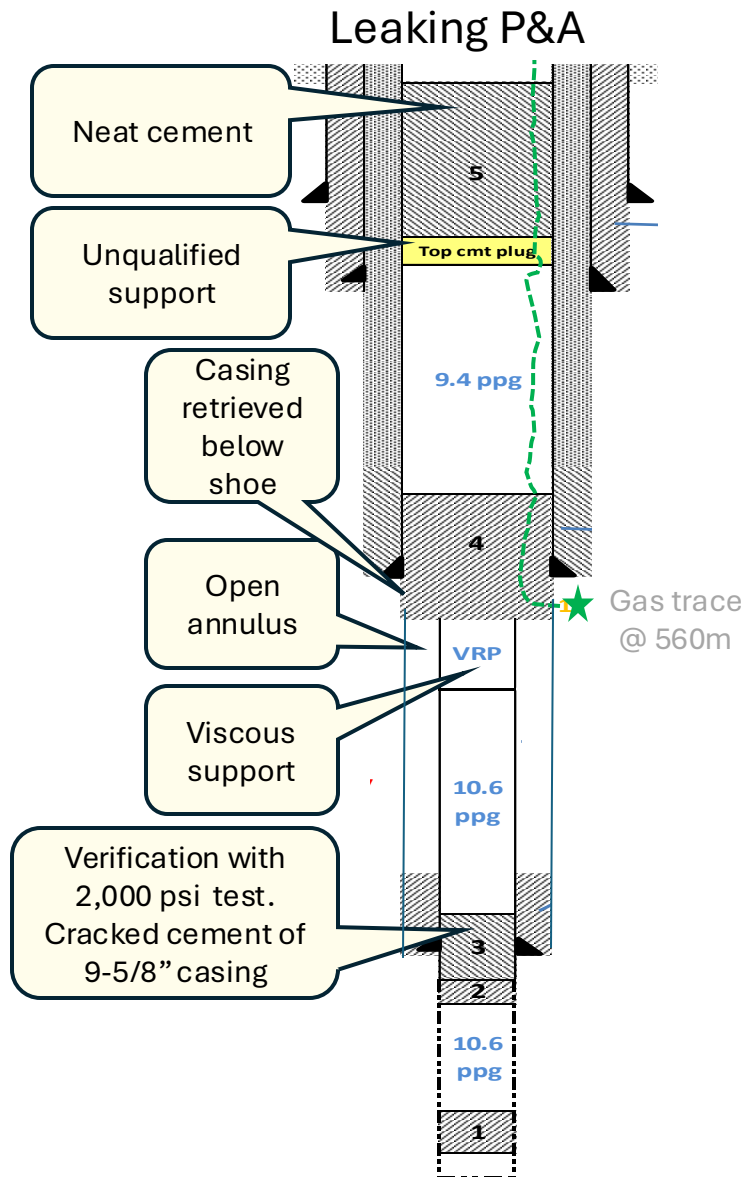 Leaking P&A
Neat cement
5
Unqualified
support
Top cmt plug
Casing
retrieved
below
shoe
9.4 ppg
4
Open
annulus
Gas trace
@ 560m
VRP
Viscous
support
10.6
ppg
Verification with
2,000 psi test.
Cracked cement of
9-5/8” casing
3
2
10.6
ppg
1